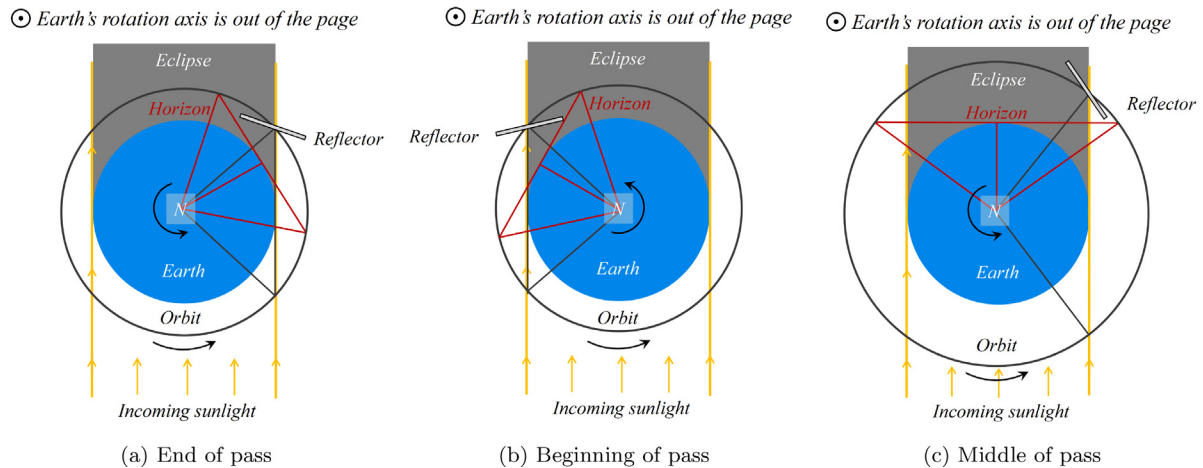 Earth's rotation axis is out of the page
Eclipse
Horizon
Reflector
N
Earth
Orbit
Incoming sunlight
(a) End of pass
Earth's rotation axis is out of the page
Eclipse
Horizon
Reflector
N
Earth
Orbit
Incoming sunlight
(b) Beginning of pass
Earth's rotation axis is out of the page
Eclipse
Reflector
Horizon
N
Earth
Orbit
Incoming sunlight
(c) Middle of pass